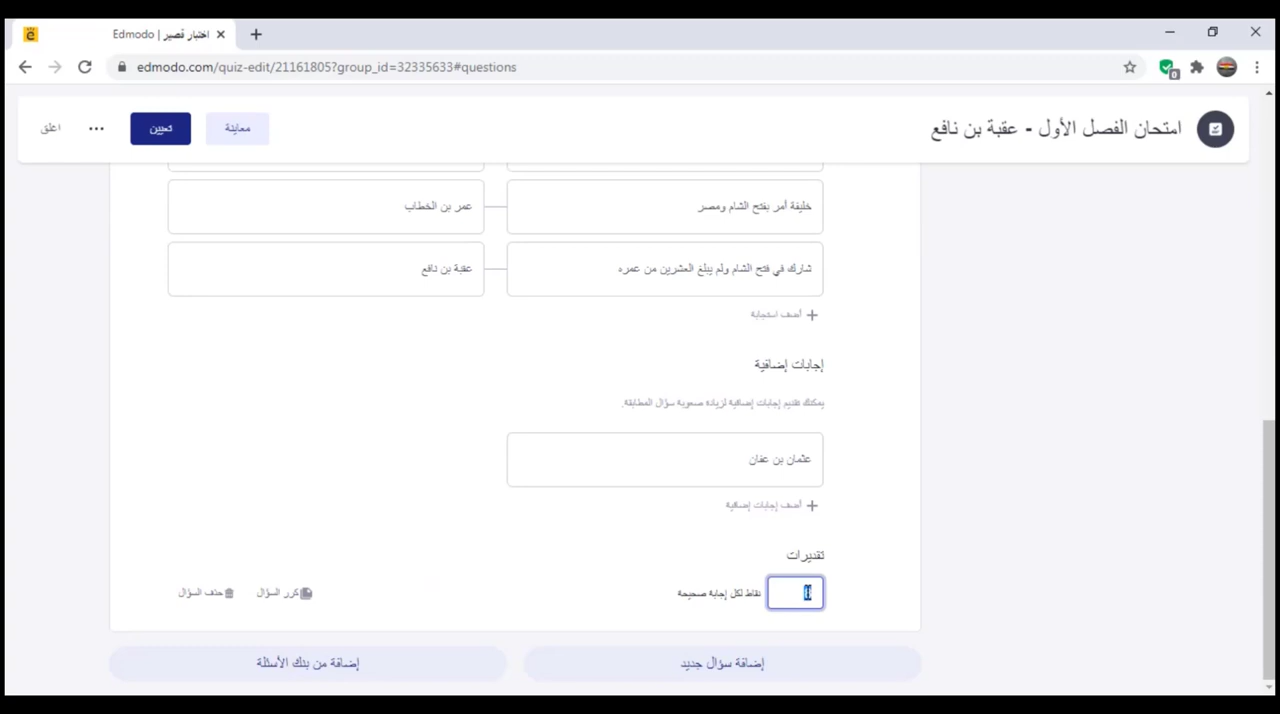 اختبار قصير | Edmodo
edmodo.com/quiz-edit/21161805?group_id=32335633#questions
امتحان الفصل الأول - عقبة بن نافع
معاينة
تعيين
اغلق
خليفة أمر بفتح الشام ومصر
عمر بن الخطاب
شارك في فتح الشام ولم يبلغ العشرين من عمره
عقبة بن نافع
+ أضف استجابة
إجابات إضافية
يمكنك تقديم إجابات إضافية لزيادة صعوبة سؤال المطابقة.
عثمان بن عفان
+ أضف إجابات إضافية
تقديرات
نقاط لكل إجابة صحيحة
كرر السؤال
حذف السؤال
إضافة سؤال جديد
إضافة من بنك الأسئلة